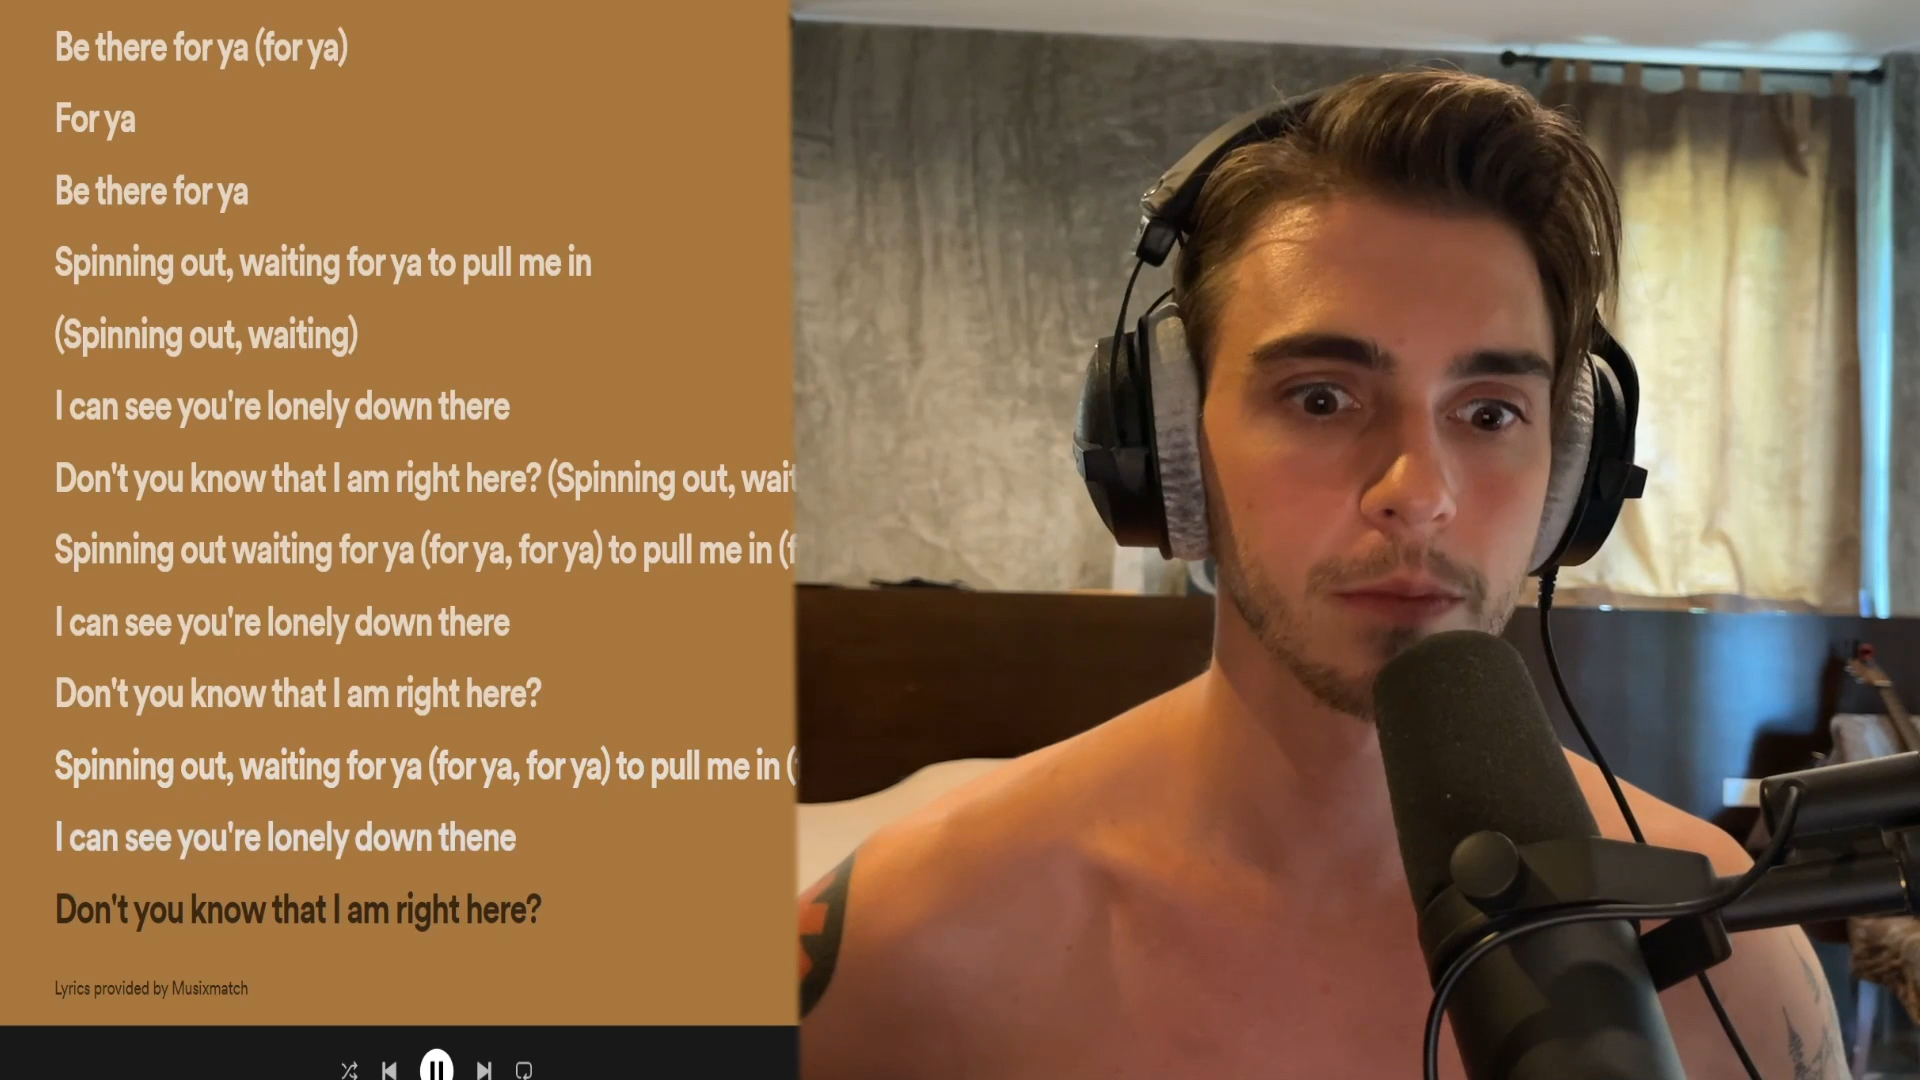 Be there for ya (for ya)
For ya
Be there for ya
Spinning out, waiting for ya to pull me in
(Spinning out, waiting)
I can see you're lonely down there
Don't you know that I am right here? (Spinning out, wait
Spinning out waiting for ya (for ya, for ya) to pull me in (f
I can see you're lonely down there
Don't you know that I am right here?
Spinning out, waiting for ya (for ya, for ya) to pull me in (
I can see you're lonely down thene
Don't you know that I am right here?
Lyrics provided by Musixmatch